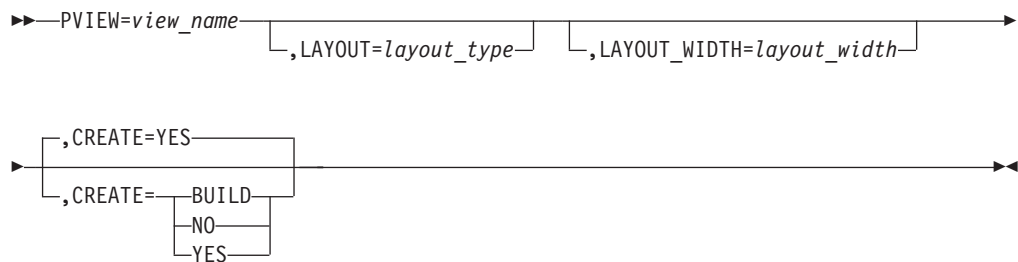 PVIEW=view_name
,LAYOUT=layout_type ,LAYOUT_WIDTH=layout_width
,CREATE=YES
,CREATE= BUILD
NO
YES